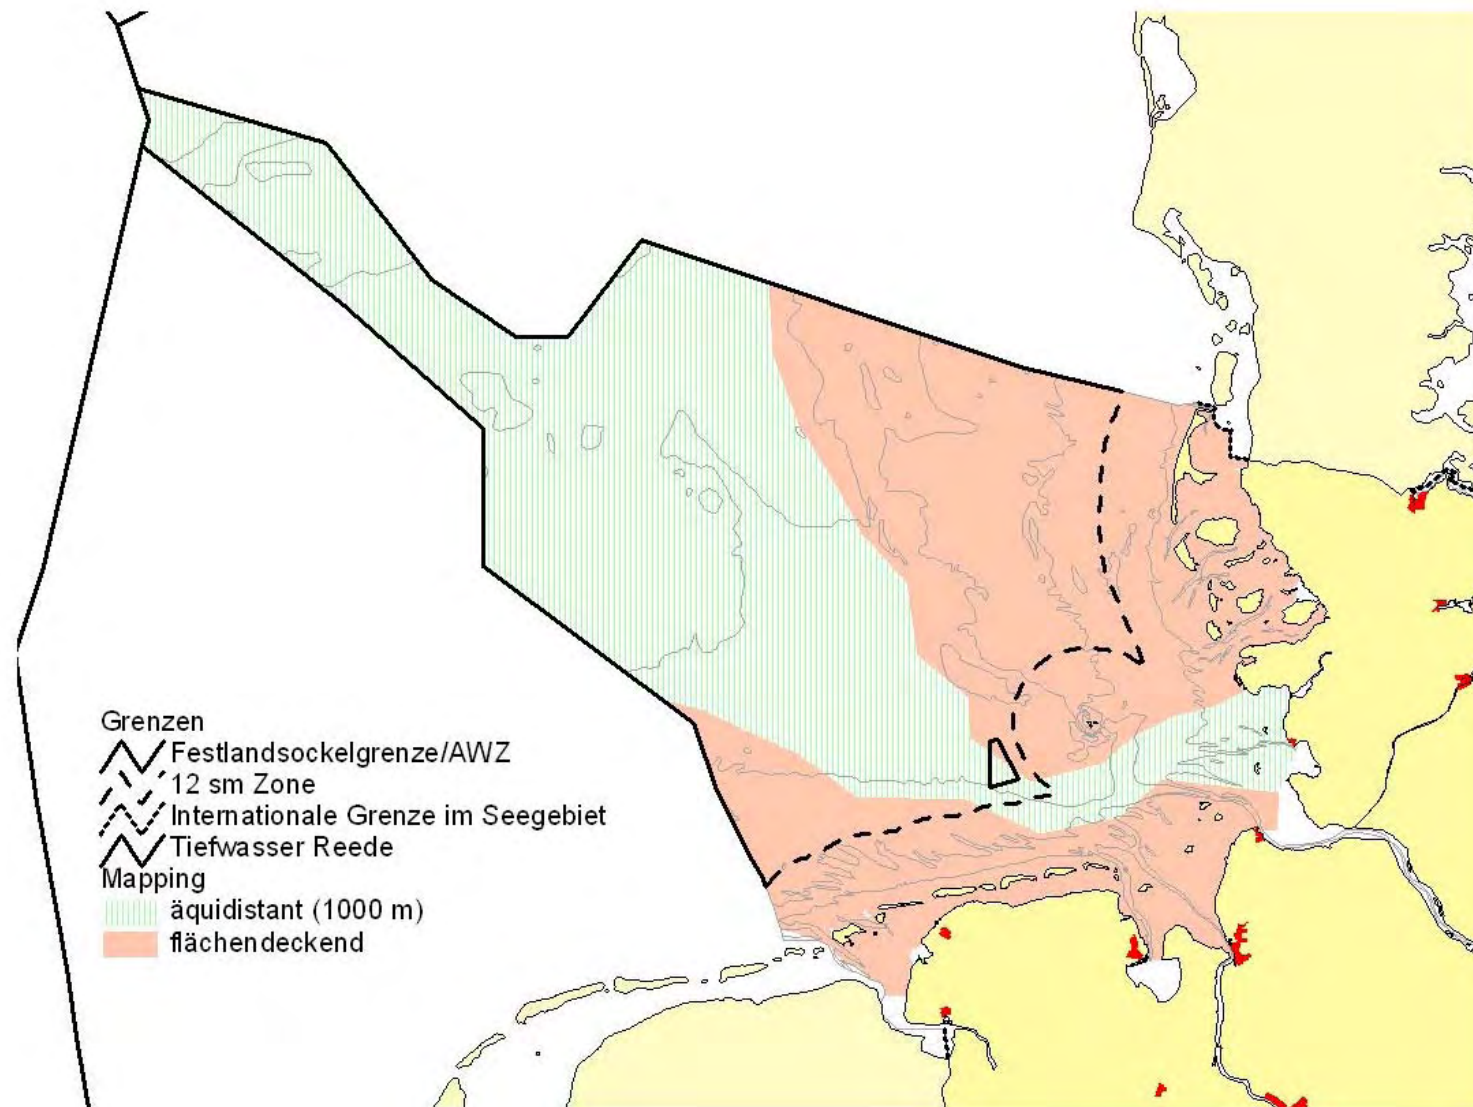 Grenzen
Festlandsockelgrenze/AWZ
12 sm Zone
Internationale Grenze im Seegebiet
Tiefwasser Reede
Mapping
äquidistant (1000 m)
flächendeckend